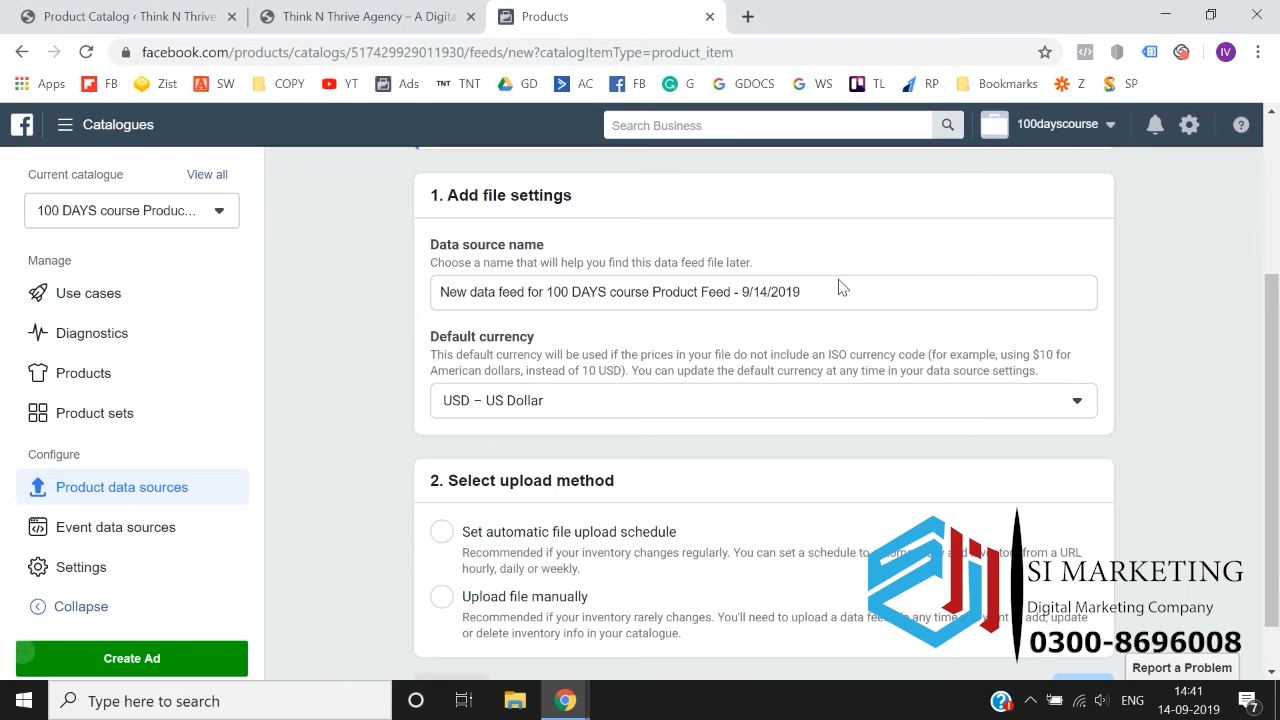 Product Catalog ‹ Think N Thrive
Think N Thrive Agency – A Digita
Products
facebook.com/products/catalogs/517429929011930/feeds/new?catalogItemType=product_item
IV
Apps
FB
Zist
SW
COPY
YT
Ads
TNT
TNT
GD
AC
FB
G
GDOCS
WS
TL
RP
Bookmarks
Z
SP
Catalogues
Search Business
100dayscourse
Current catalogue
View all
100 DAYS course Produc...
Manage
Use cases
Diagnostics
Products
Product sets
Configure
Product data sources
Event data sources
Settings
Collapse
Create Ad
1. Add file settings
Data source name
Choose a name that will help you find this data feed file later.
New data feed for 100 DAYS course Product Feed - 9/14/2019
Default currency
This default currency will be used if the prices in your file do not include an ISO currency code (for example, using $10 for
American dollars, instead of 10 USD). You can update the default currency at any time in your data source settings.
USD – US Dollar
2. Select upload method
Set automatic file upload schedule
Recommended if your inventory changes regularly. You can set a schedule to from a URL
hourly, daily or weekly.
Upload file manually
Recommended if your inventory rarely changes. You'll need to upload a data any time update
or delete inventory info in your catalogue.
SI MARKETING
Digital Marketing Company
0300-8696008
Report a Problem
Type here to search
ENG
14:41
14-09-2019
7